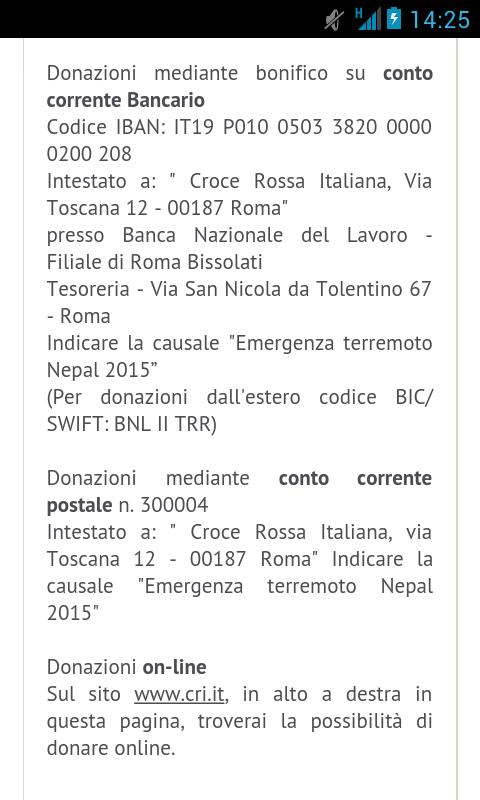 H 14:25
Donazioni mediante bonifico su conto
corrente Bancario
Codice IBAN: IT19 P010 0503 3820 0000
0200 208
Intestato a: " Croce Rossa Italiana, Via
Toscana 12 - 00187 Roma"
presso Banca Nazionale del Lavoro -
Filiale di Roma Bissolati
Tesoreria - Via San Nicola da Tolentino 67
- Roma
Indicare la causale "Emergenza terremoto
Nepal 2015”
(Per donazioni dall'estero codice BIC/
SWIFT: BNL II TRR)
Donazioni mediante conto corrente
postale n. 300004
Intestato a: " Croce Rossa Italiana, via
Toscana 12 - 00187 Roma" Indicare la
causale "Emergenza terremoto Nepal
2015"
Donazioni on-line
Sul sito www.cri.it, in alto a destra in
questa pagina, troverai la possibilità di
donare online.